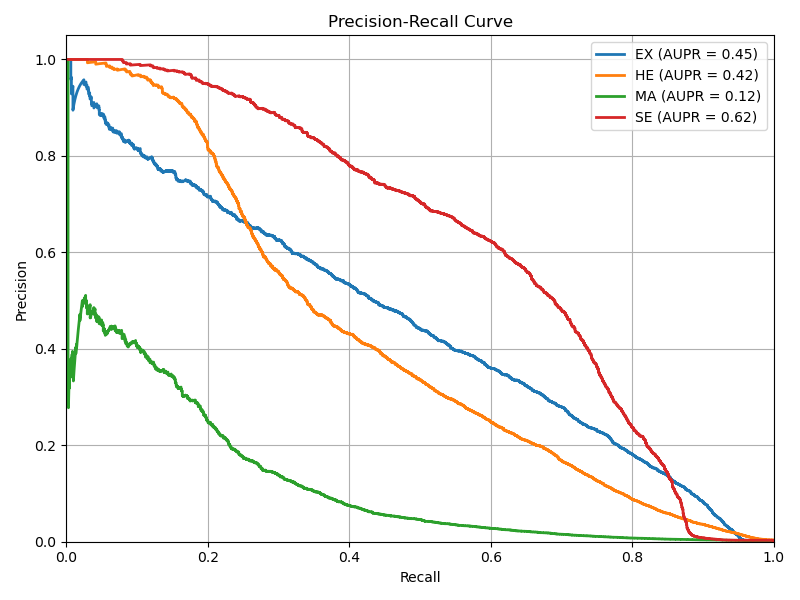 Precision-Recall Curve
EX (AUPR = 0.45)
HE (AUPR = 0.42)
MA (AUPR = 0.12)
SE (AUPR = 0.62)
1.0
0.8
0.6
0.4
0.2
0.0
Precision
0.0 0.2 0.4 0.6 0.8 1.0
Recall